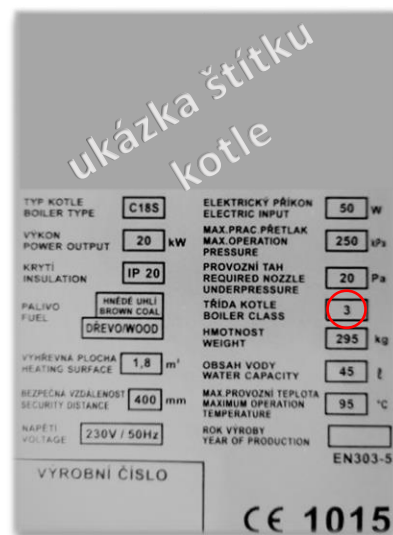 ukázka štítku
kotle
TYP KOTLE
BOILER TYPE
C18S
VÝKON
POWER OUTPUT
20 kW
KRYTÍ
INSULATION
IP 20
PALIVO
FUEL
HNĚDÉ UHLÍ
BROWN COAL
DŘEVO/WOOD
VÝHŘEVNÁ PLOCHA
HEATING SURFACE
1,8 m²
BEZPEČNÁ VZDÁLENOST
SECURITY DISTANCE
400 mm
NAPĚTÍ
VOLTAGE
230V / 50Hz
VÝROBNÍ ČÍSLO
ELEKTRICKÝ PŘÍKON
ELECTRIC INPUT
50 W
MAX.PRAC.PŘETLAK
MAX.OPERATION
PRESSURE
250 kPa
PROVOZNÍ TAH
REQUIRED NOZZLE
UNDERPRESSURE
20 Pa
TŘÍDA KOTLE
BOILER CLASS
3
HMOTNOST
WEIGHT
295 kg
OBSAH VODY
WATER CAPACITY
45 ℓ
MAX.PROVOZNÍ TEPLOTA
MAXIMUM OPERATION
TEMPERATURE
95 °C
ROK VÝROBY
YEAR OF PRODUCTION
EN303-5
CE 1015